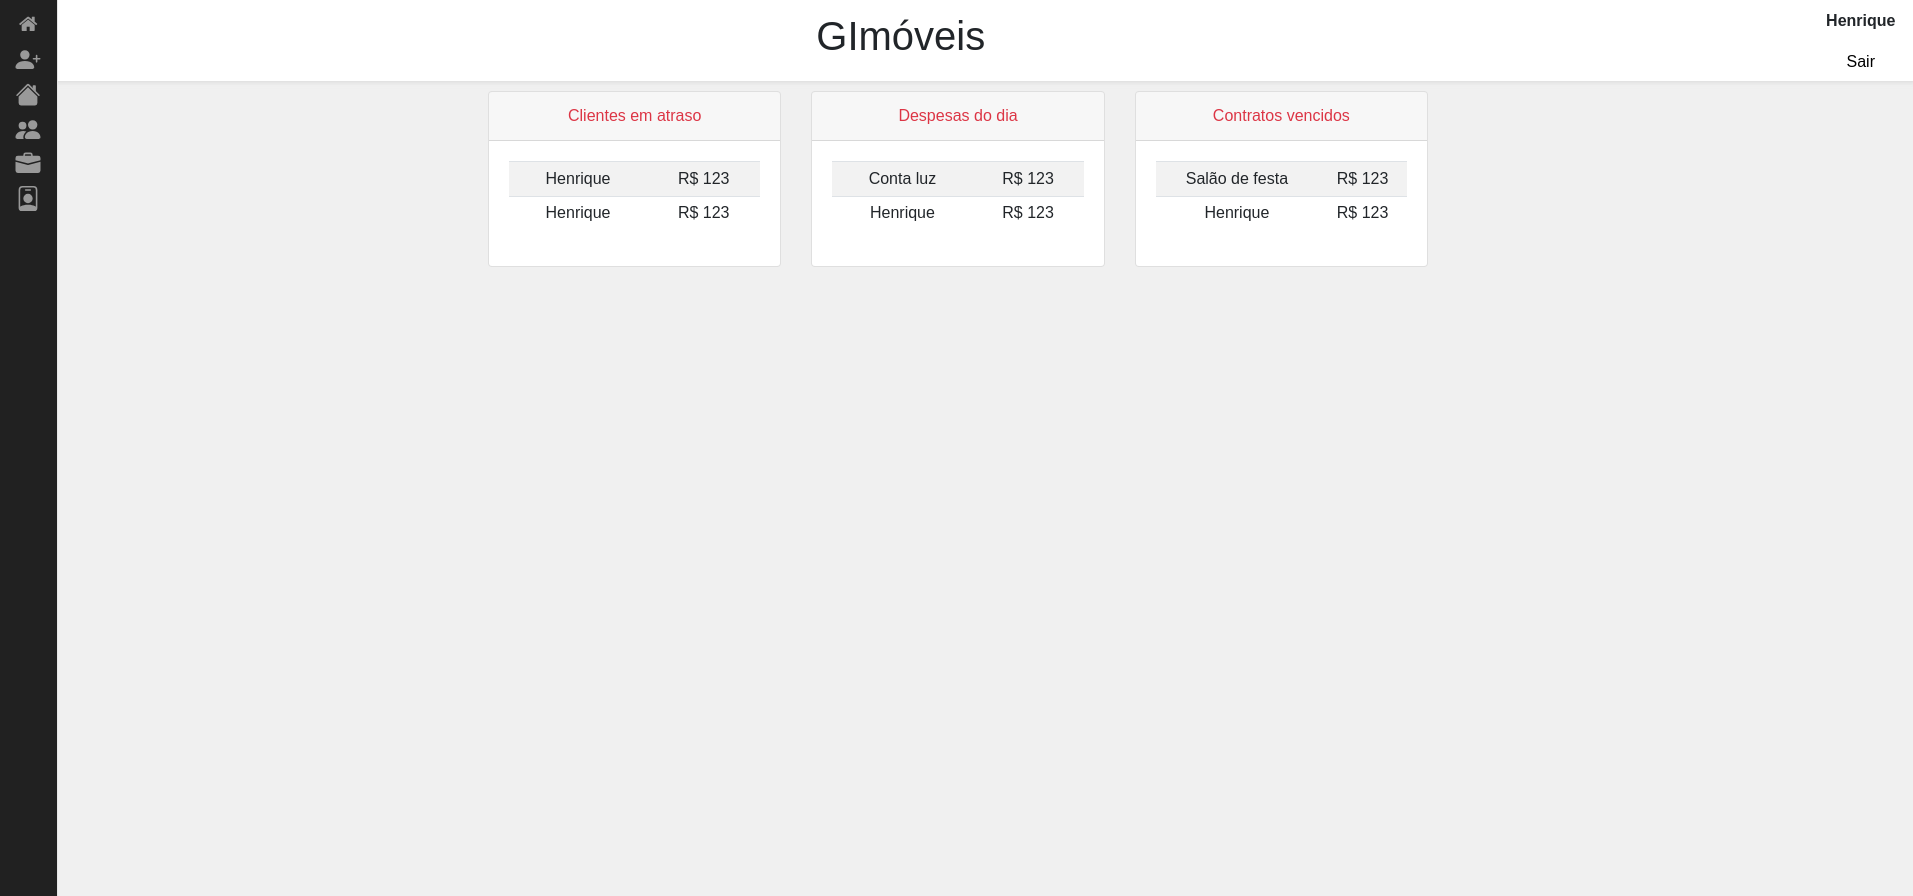 GImóveis
Henrique
Sair
Clientes em atraso
Henrique R$ 123
Henrique R$ 123
Despesas do dia
Conta luz R$ 123
Henrique R$ 123
Contratos vencidos
Salão de festa R$ 123
Henrique R$ 123